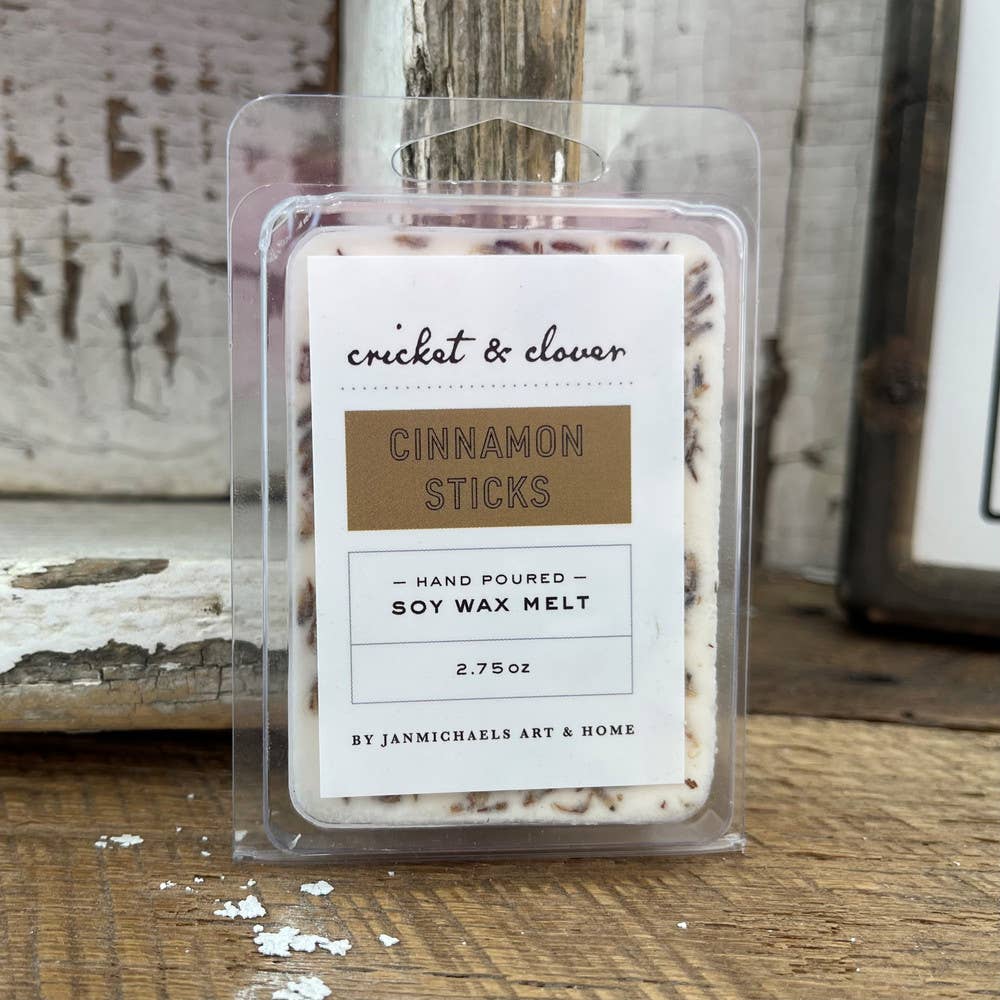 cricket & clover
CINNAMON
STICKS
— HAND POURED —
SOY WAX MELT
2.75oz
BY JANMICHAELS ART & HOME